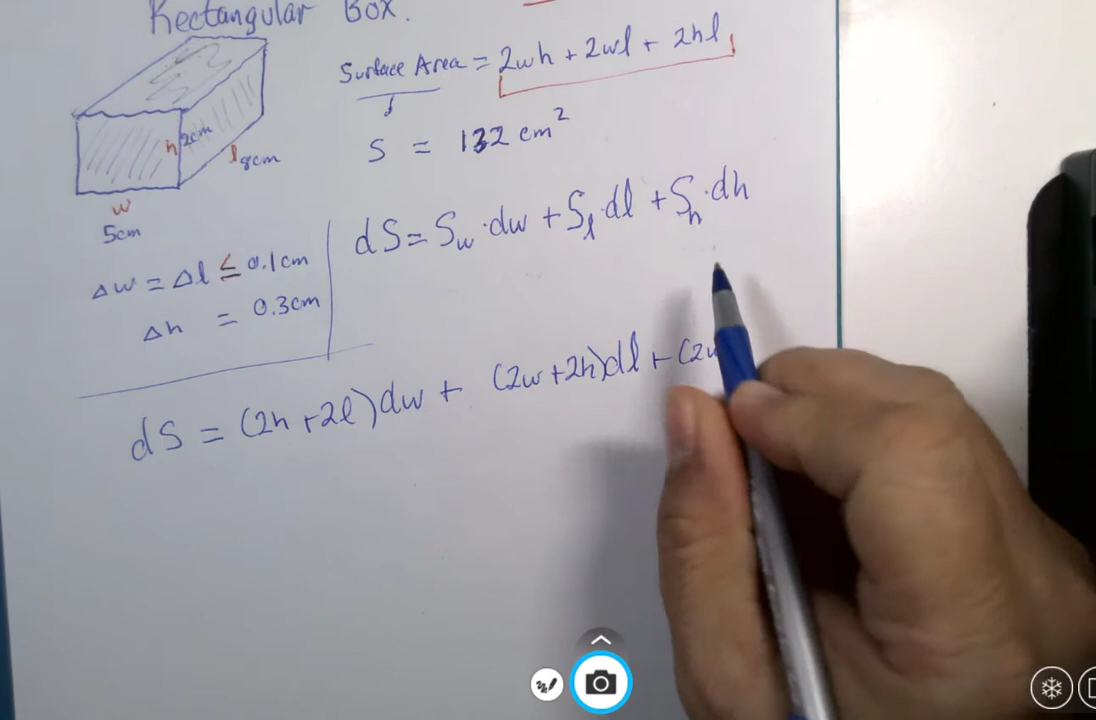 Rectangular Box.
Surface Area = 2wh + 2wl + 2hl
h 2cm
l 8cm
w
5cm
S = 132 cm²
dS = S_w · dw + S_l · dl + S_h · dh
Δw = Δl ≤ 0.1cm
Δh = 0.3cm
dS = (2h + 2l) dw + (2w + 2h) dl + (2w